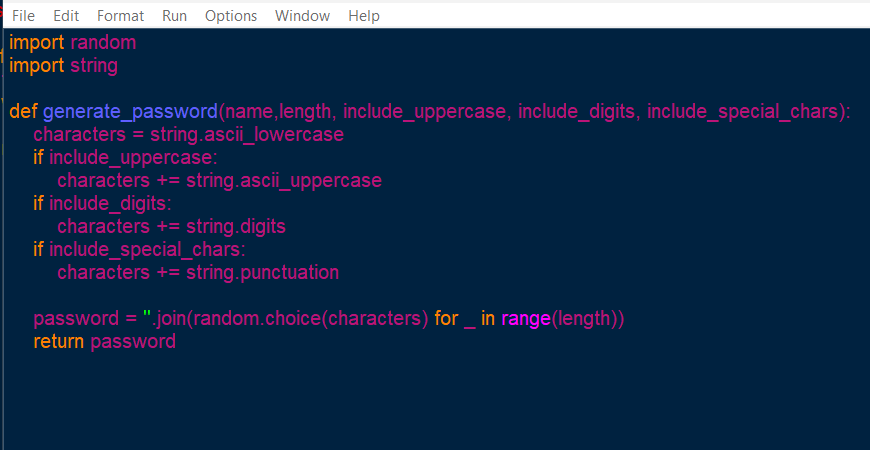 File Edit Format Run Options Window Help
import random
import string
def generate_password(name,length, include_uppercase, include_digits, include_special_chars):
characters = string.ascii_lowercase
if include_uppercase:
characters += string.ascii_uppercase
if include_digits:
characters += string.digits
if include_special_chars:
characters += string.punctuation
password = ''.join(random.choice(characters) for _ in range(length))
return password